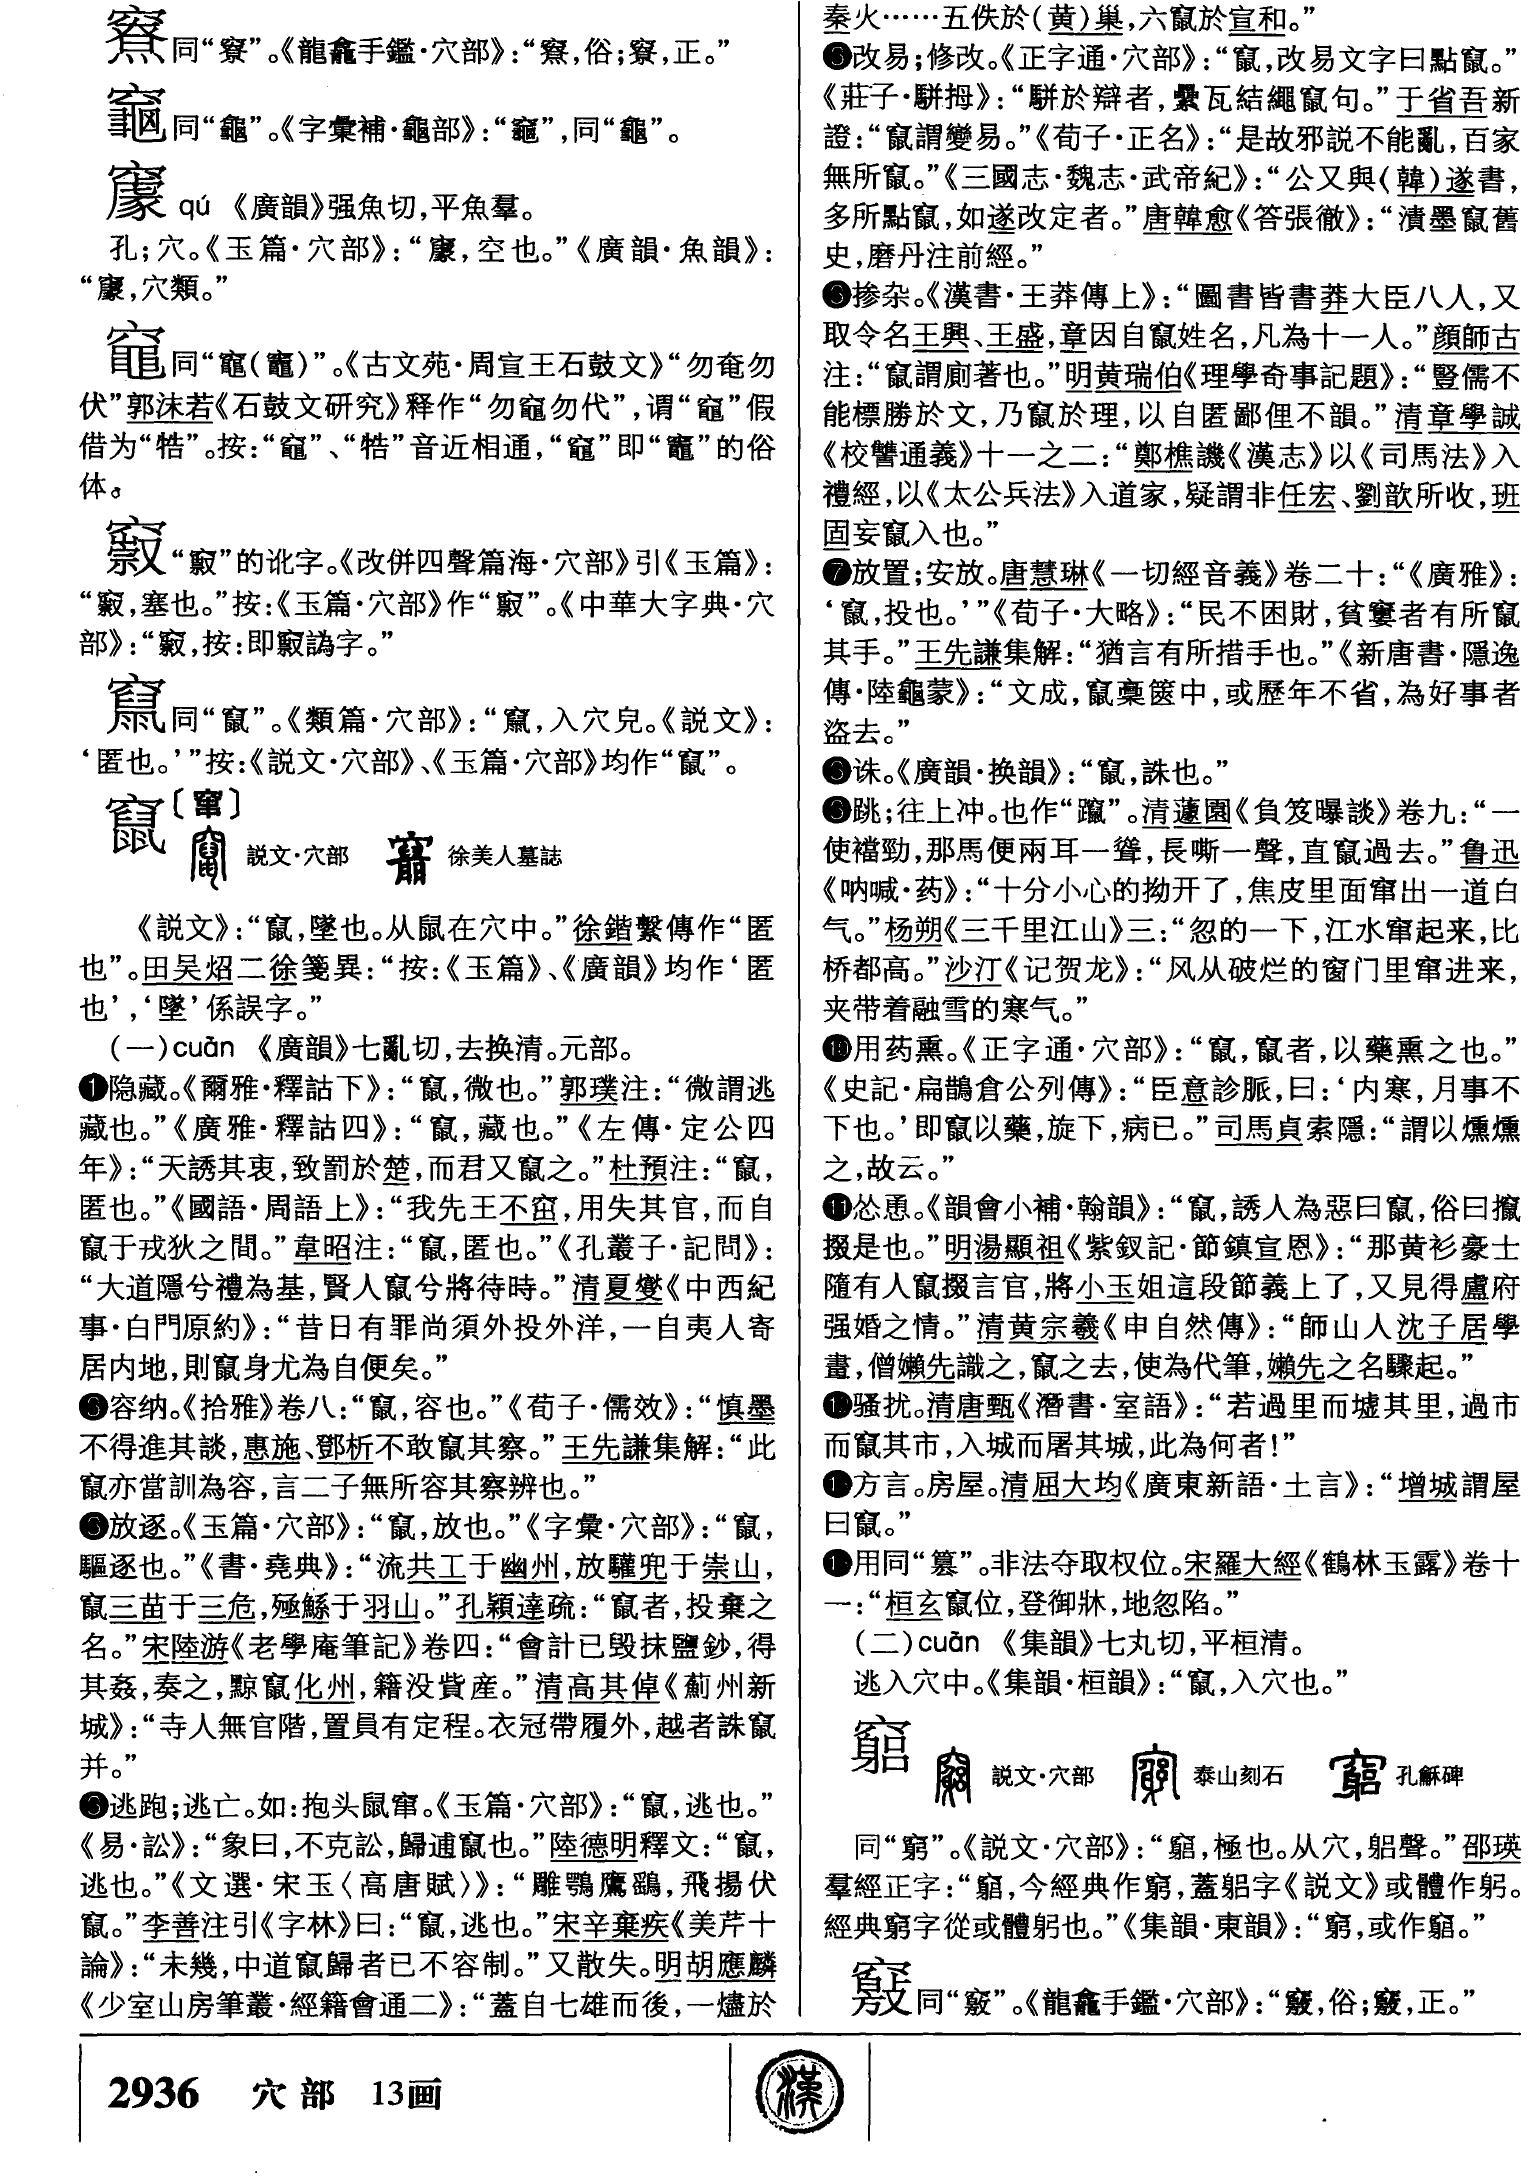 同“寮”。《龍龕手鑑·穴部》：“，俗；寮，正。”
同“龜”。《字彙補·龜部》：“，同“龜”。
qú 《廣韻》强魚切，平魚羣。
孔；穴。《玉篇·穴部》：“，空也。”《廣韻·魚韻》：
“，穴類。”
同“竈（竈）”。《古文苑·周宣王石鼓文》“勿奄勿
伏”郭沫若《石鼓文研究》释作“勿竈勿代”，谓“竈”假
借为“牿”。按：“竈”、“牿”音近相通，“竈”即“竈”的俗
体。
“竅”的讹字。《改併四聲篇海·穴部》引《玉篇》：
“，塞也。”按：《玉篇·穴部》作“”。《中華大字典·穴
部》：“，按：即譌字。”
同“竄”。《類篇·穴部》：“，入穴皃。《説文》：
‘匿也。’”按：《説文·穴部》、《玉篇·穴部》均作“竄”。
竄〔窜〕
説文·穴部 徐美人墓誌
《説文》：“竄，墜也。从鼠在穴中。”徐鍇繫傳作“匿
也”。田吴炤二徐箋異：“按：《玉篇》、《廣韻》均作‘匿
也’，‘墜’係誤字。”
（一）cuàn 《廣韻》七亂切，去换清。元部。
❶隐藏。《爾雅·釋詁下》：“竄，微也。”郭璞注：“微謂逃
藏也。”《廣雅·釋詁四》：“竄，藏也。”《左傳·定公四
年》：“天誘其衷，致罰於楚，而君又竄之。”杜預注：“竄，
匿也。”《國語·周語上》：“我先王不窋，用失其官，而自
竄于戎狄之間。”韋昭注：“竄，匿也。”《孔叢子·記問》：
“大道隱兮禮為基，賢人竄兮將待時。”清夏燮《中西紀
事·白門原約》：“昔日有罪尚須外投外洋，一自夷人寄
居内地，則竄身尤為自便矣。”
容纳。《拾雅》卷八：“竄，容也。”《荀子·儒效》：“慎墨
不得進其談，惠施、鄧析不敢竄其察。”王先謙集解：“此
竄亦當訓為容，言二子無所容其察辨也。”
❸放逐。《玉篇·穴部》：“竄，放也。”《字彙·穴部》：“竄，
驅逐也。”《書·堯典》：“流共工于幽州，放驩兜于崇山，
竄三苗于三危，殛鯀于羽山。”孔穎達疏：“竄者，投棄之
名。”宋陸游《老學庵筆記》卷四：“會計已毁抹鹽鈔，得
其姦，奏之，黥竄化州，籍没貲産。”清高其倬《薊州新
城》：“寺人無官階，置員有定程。衣冠帶履外，越者誅竄
并。”
逃跑；逃亡。如：抱头鼠窜。《玉篇·穴部》：“竄，逃也。”
《易·訟》：“象曰，不克訟，歸逋竄也。”陸德明釋文：“竄，
逃也。”《文選·宋玉〈高唐賦〉》：“雕鶚鷹鷂，飛揚伏
竄。”李善注引《字林》曰：“竄，逃也。”宋辛棄疾《美芹十
論》：“未幾，中道竄歸者已不容制。”又散失。明胡應麟
《少室山房筆叢·經籍會通二》：“蓋自七雄而後，一燼於
秦火……五佚於（黄）巢，六竄於宣和。”
改易；修改。《正字通·穴部》：“竄，改易文字曰點竄。”
《莊子·駢拇》：“駢於辯者，纍瓦結繩竄句。”于省吾新
證：“竄謂變易。”《荀子·正名》：“是故邪説不能亂，百家
無所竄。”《三國志·魏志·武帝紀》：“公又與（韓）遂書，
多所點竄，如遂改定者。”唐韓愈《答張徹》：“漬墨竄舊
史，磨丹注前經。”
掺杂。《漢書·王莽傳上》：“圖書皆書莽大臣八人，又
取令名王興、王盛，章因自竄姓名，凡為十一人。”顔師古
注：“竄謂廁著也。”明黄瑞伯《理學奇事記題》：“豎儒不
能標勝於文，乃竄於理，以自匿鄙俚不韻。”清章學誠
《校讐通義》十一之二：“鄭樵譏《漢志》以《司馬法》入
禮經，以《太公兵法》入道家，疑謂非任宏、劉歆所收，班
固妄竄入也。”
❼放置；安放。唐慧琳《一切經音義》卷二十：“《廣雅》：
‘竄，投也。’”《荀子·大略》：“民不困財，貧窶者有所竄
其手。”王先謙集解：“猶言有所措手也。”《新唐書·隱逸
傳·陸龜蒙》：“文成，竄稾篋中，或歷年不省，為好事者
盜去。”
诛。《廣韻·换韻》：“竄，誅也。”
跳；往上冲。也作“躥”。清蘧園《負笈曝談》卷九：“一
使襠勁，那馬便兩耳一聳，長嘶一聲，直竄過去。”鲁迅
《呐喊·药》：“十分小心的拗开了，焦皮里面窜出一道白
气。”杨朔《三千里江山》三：“忽的一下，江水窜起来，比
桥都高。”沙汀《记贺龙》：“风从破烂的窗门里窜进来，
夹带着融雪的寒气。”
❿用药熏。《正字通·穴部》：“竄，竄者，以藥熏之也。”
《史記·扁鵲倉公列傳》：“臣意診脈，曰：‘内寒，月事不
下也。’即竄以藥，旋下，病已。”司馬貞索隱：“謂以燻燻
之，故云。”
⓫怂恿。《韻會小補·翰韻》：“竄，誘人為惡曰竄，俗曰攛
掇是也。”明湯顯祖《紫釵記·節鎮宣恩》：“那黄衫豪士
隨有人竄掇言官，將小玉姐這段節義上了，又見得盧府
强婚之情。”清黄宗羲《申自然傳》：“師山人沈子居學
畫，僧嬾先識之，竄之去，使為代筆，嬾先之名驟起。”
骚扰。清唐甄《潛書·室語》：“若過里而墟其里，過市
而竄其市，入城而屠其城，此為何者！”
方言。房屋。清屈大均《廣東新語·土言》：“增城謂屋
曰竄。”
用同“篡”。非法夺取权位。宋羅大經《鶴林玉露》卷十
一：“桓玄竄位，登御牀，地忽陷。”
（二）cuān 《集韻》七丸切，平桓清。
逃入穴中。《集韻·桓韻》：“竄，入穴也。”
竆
説文·穴部 泰山刻石 孔龢碑
同“窮”。《説文·穴部》：“竆，極也。从穴，躳聲。”邵瑛
羣經正字：“竆，今經典作窮，蓋躳字《説文》或體作躬。
經典窮字從或體躬也。”《集韻·東韻》：“窮，或作竆。”
同“”。《龍龕手鑑·穴部》：“，俗；，正。”
2936 穴部 13画
漢